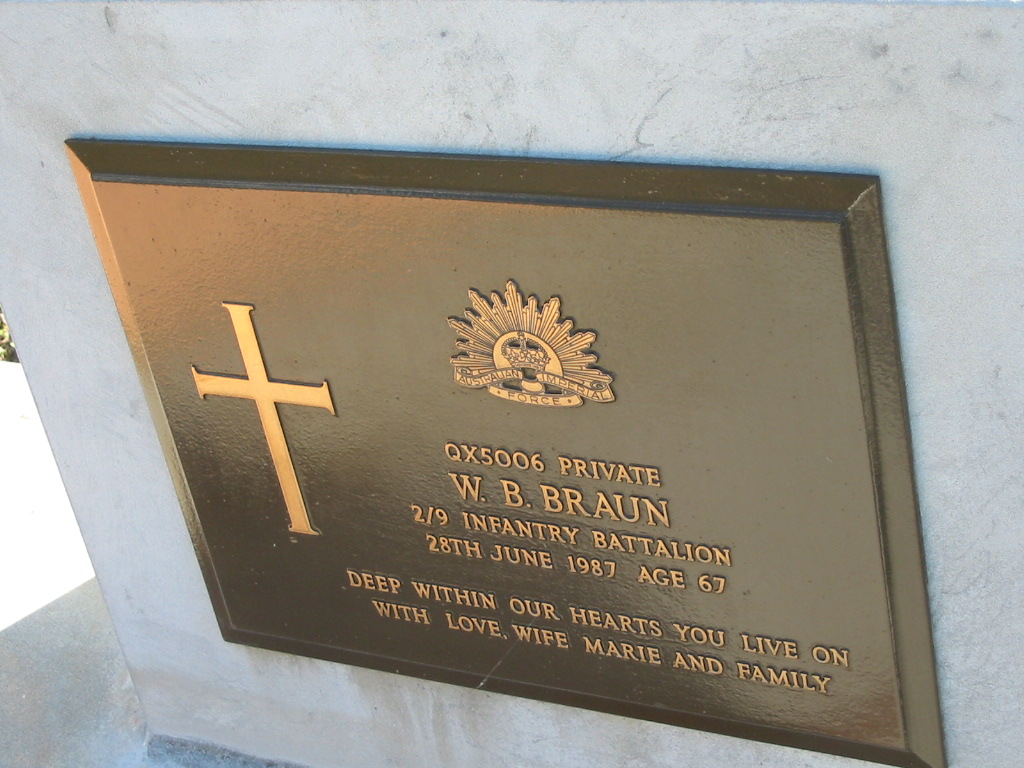 AUSTRALIAN IMPERIAL
FORCE
QX5006 PRIVATE
W. B. BRAUN
2/9 INFANTRY BATTALION
28TH JUNE 1987 AGE 67
DEEP WITHIN OUR HEARTS YOU LIVE ON
WITH LOVE, WIFE MARIE AND FAMILY